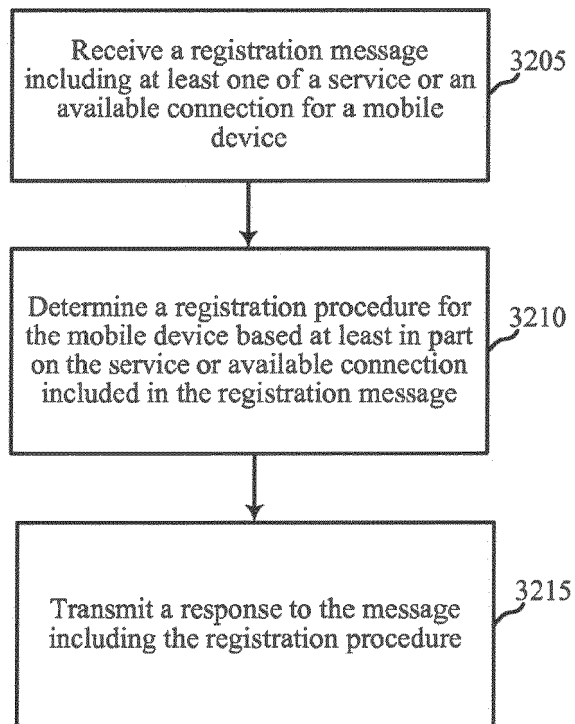 Receive a registration message
including at least one of a service or an
available connection for a mobile
device
3205
Determine a registration procedure for
the mobile device based at least in part
on the service or available connection
included in the registration message
3210
Transmit a response to the message
including the registration procedure
3215